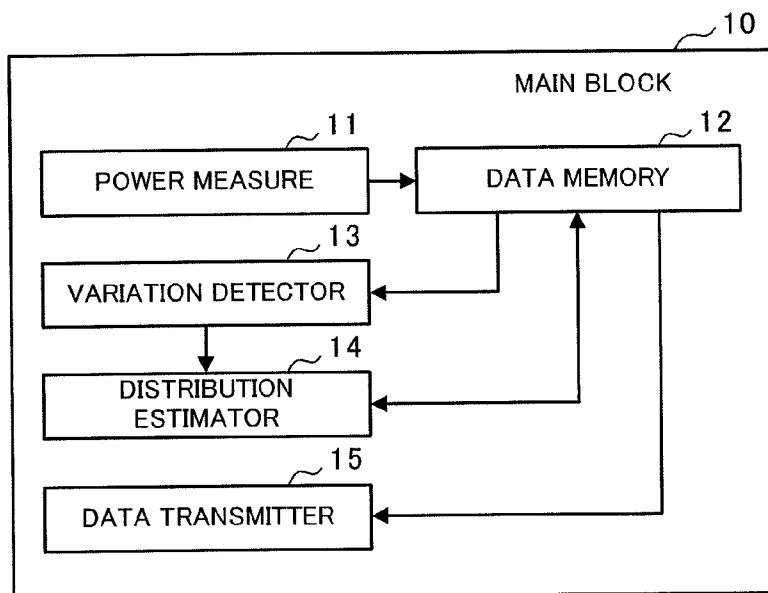 10
MAIN BLOCK
11
POWER MEASURE
12
DATA MEMORY
13
VARIATION DETECTOR
14
DISTRIBUTION
ESTIMATOR
15
DATA TRANSMITTER